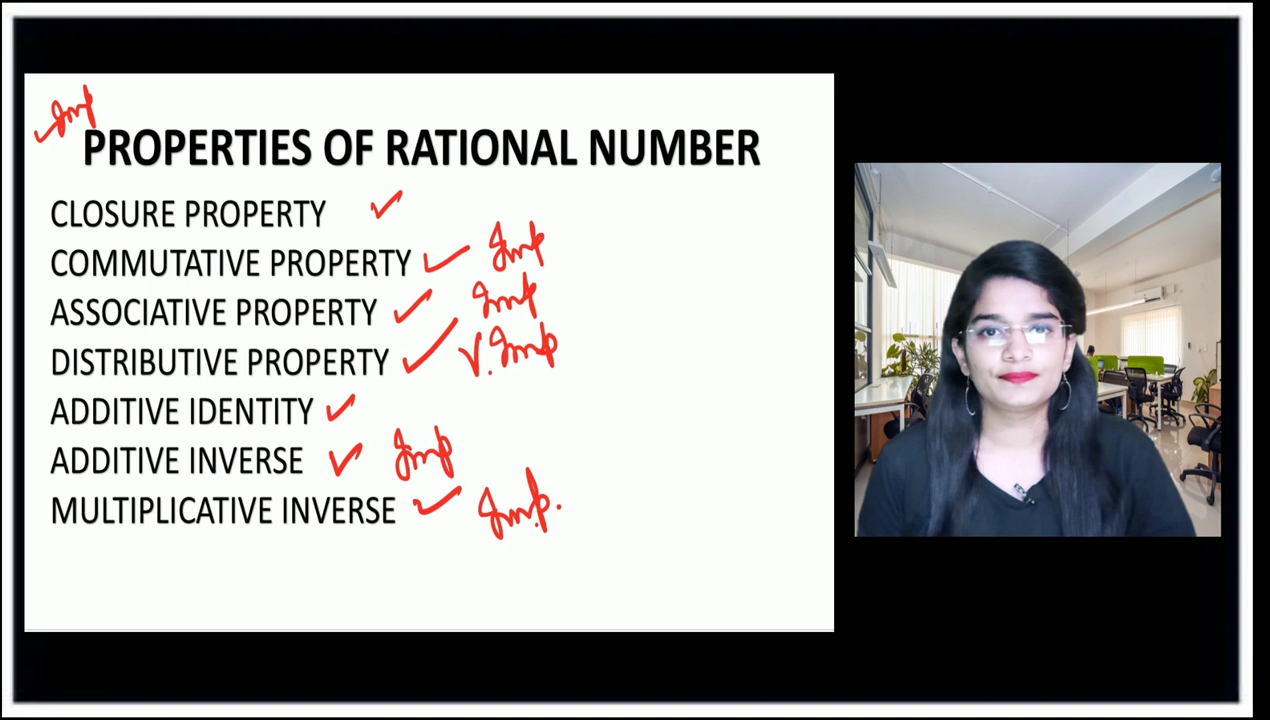 Imp
PROPERTIES OF RATIONAL NUMBER
CLOSURE PROPERTY
COMMUTATIVE PROPERTY Imp
ASSOCIATIVE PROPERTY Imp
DISTRIBUTIVE PROPERTY V. Imp
ADDITIVE IDENTITY
ADDITIVE INVERSE Imp
MULTIPLICATIVE INVERSE Imp.